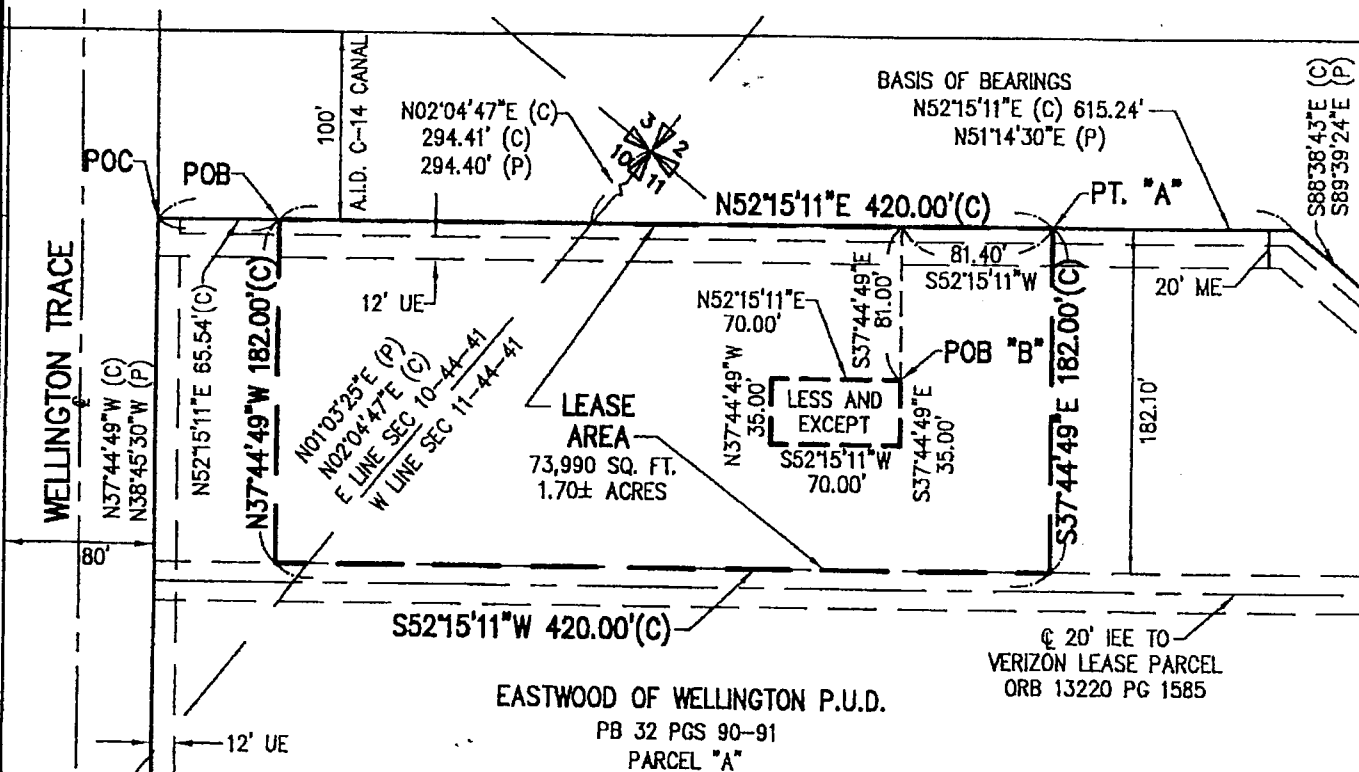 100'
A.I.D. C-14 CANAL
N02°04'47"E (C)
294.41' (C)
294.40' (P)
3
2
10
11
BASIS OF BEARINGS
N52°15'11"E (C) 615.24'
N51°14'30"E (P)
S88°38'43"E (C)
S89°39'24"E (P)
POC
POB
N52°15'11"E 420.00'(C)
PT. "A"
81.40'
S52°15'11"W
20' ME
12' UE
WELLINGTON TRACE
℄
N37°44'49"W (C)
N38°45'30"W (P)
N52°15'11"E 65.54'(C)
N37°44'49"W 182.00'(C)
N01°03'25"E (P)
N02°04'47"E (C)
E LINE SEC 10-44-41
W LINE SEC 11-44-41
LEASE
AREA
73,990 SQ. FT.
1.70± ACRES
N52°15'11"E
70.00'
S37°44'49"E
81.00'
POB "B"
N37°44'49"W
35.00'
LESS AND
EXCEPT
S52°15'11"W
70.00'
S37°44'49"E
35.00'
S37°44'49"E 182.00'(C)
182.10'
80'
S52°15'11"W 420.00'(C)
℄ 20' IEE TO
VERIZON LEASE PARCEL
ORB 13220 PG 1585
EASTWOOD OF WELLINGTON P.U.D.
PB 32 PGS 90-91
PARCEL "A"
12' UE